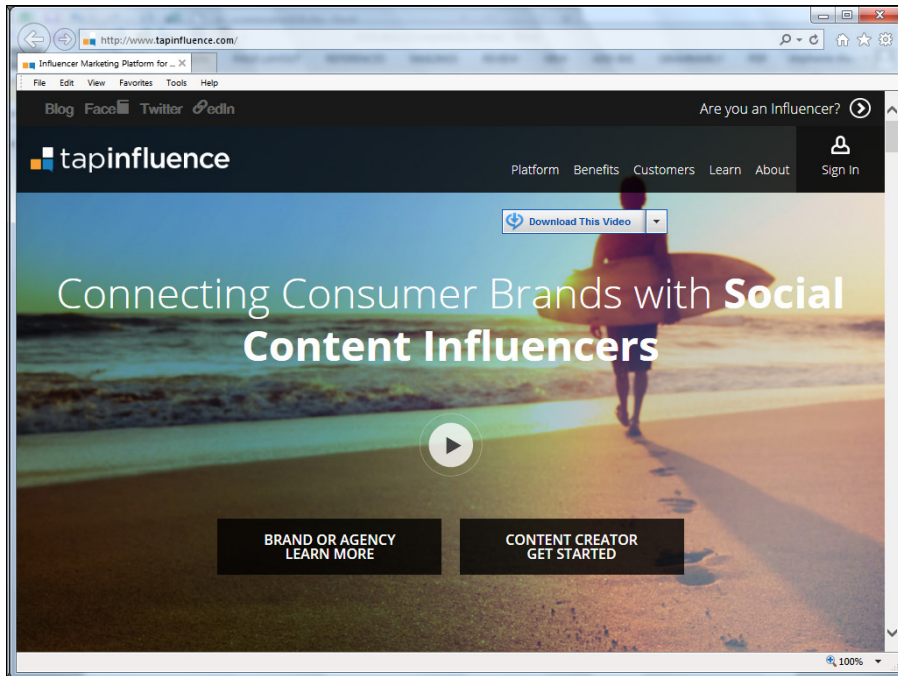 http://www.tapinfluence.com/
Influencer Marketing Platform for ...
File Edit View Favorites Tools Help
Blog Face Twitter edIn
Are you an Influencer?
tapinfluence
Platform Benefits Customers Learn About
Sign In
Download This Video
Connecting Consumer Brands with Social
Content Influencers
BRAND OR AGENCY
LEARN MORE
CONTENT CREATOR
GET STARTED
100%